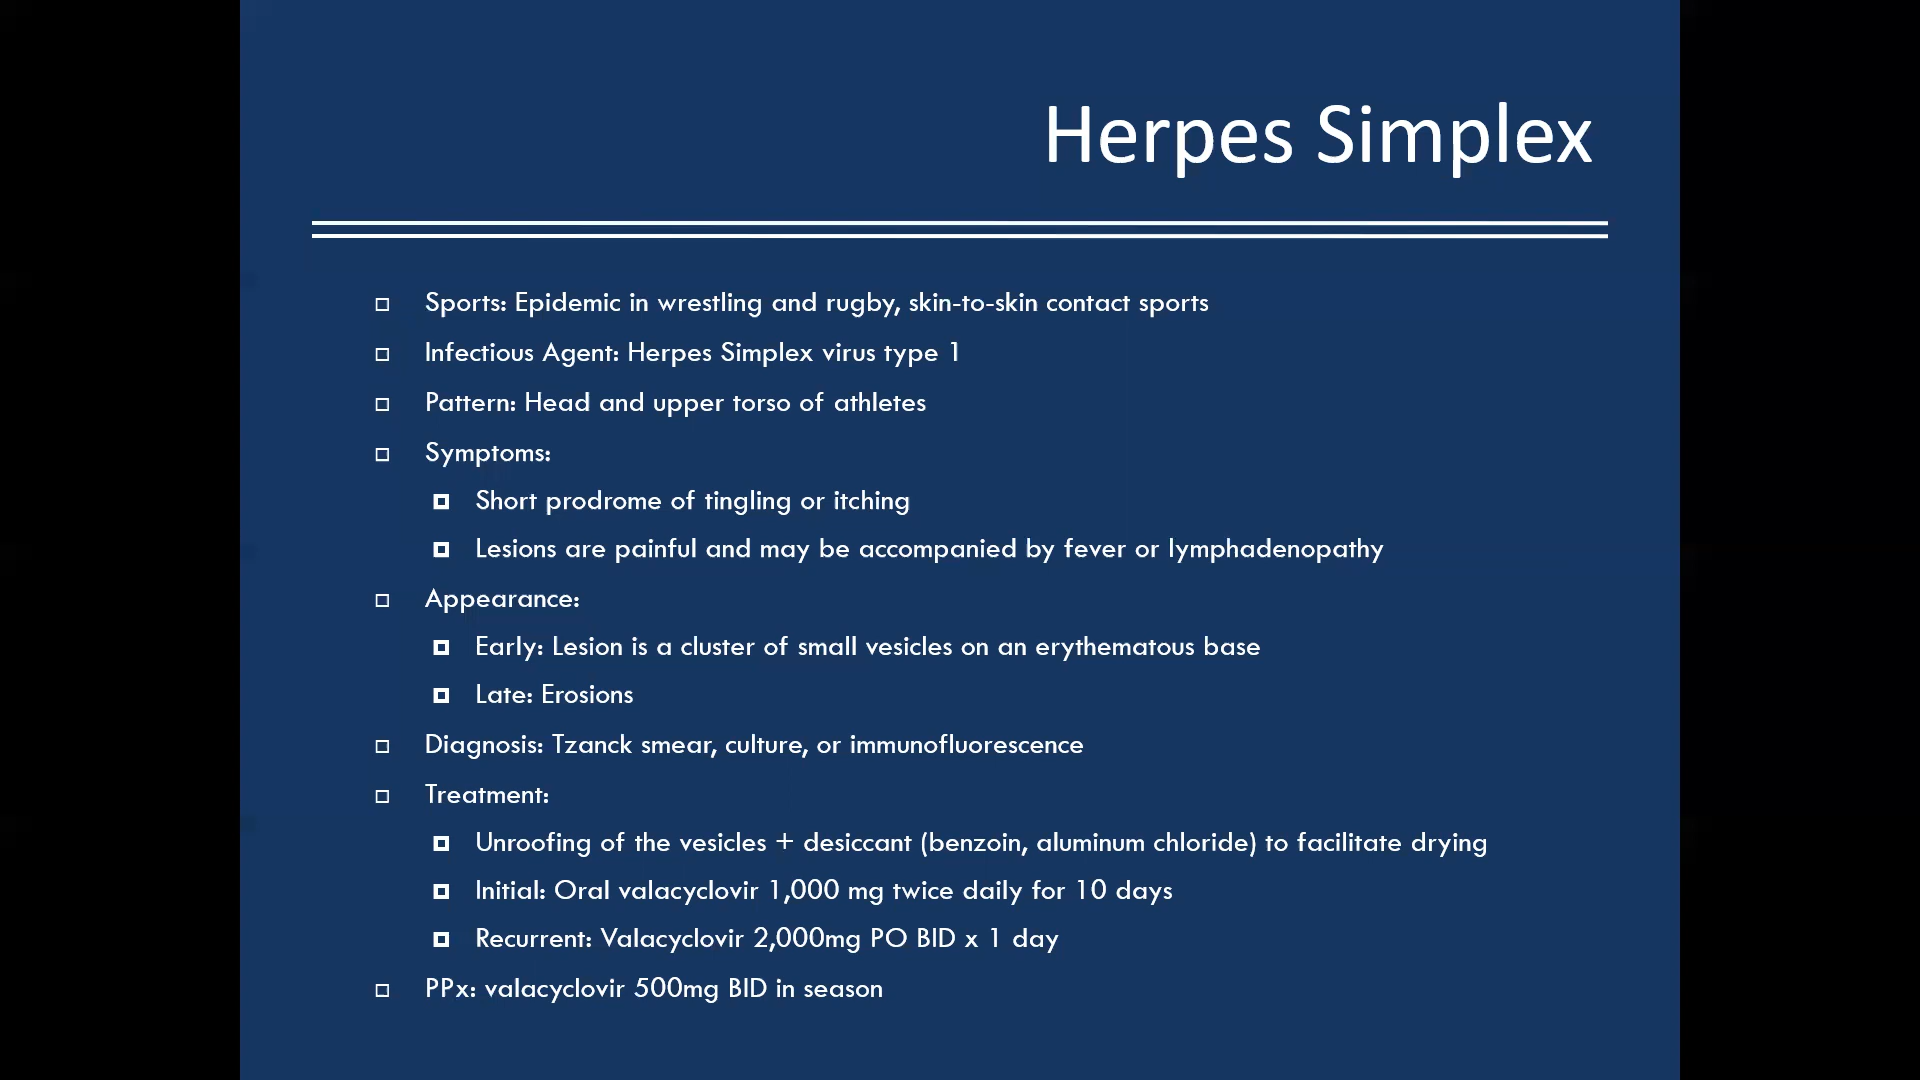 Herpes Simplex
Sports: Epidemic in wrestling and rugby, skin-to-skin contact sports
Infectious Agent: Herpes Simplex virus type 1
Pattern: Head and upper torso of athletes
Symptoms:
Short prodrome of tingling or itching
Lesions are painful and may be accompanied by fever or lymphadenopathy
Appearance:
Early: Lesion is a cluster of small vesicles on an erythematous base
Late: Erosions
Diagnosis: Tzanck smear, culture, or immunofluorescence
Treatment:
Unroofing of the vesicles + desiccant (benzoin, aluminum chloride) to facilitate drying
Initial: Oral valacyclovir 1,000 mg twice daily for 10 days
Recurrent: Valacyclovir 2,000mg PO BID x 1 day
PPx: valacyclovir 500mg BID in season